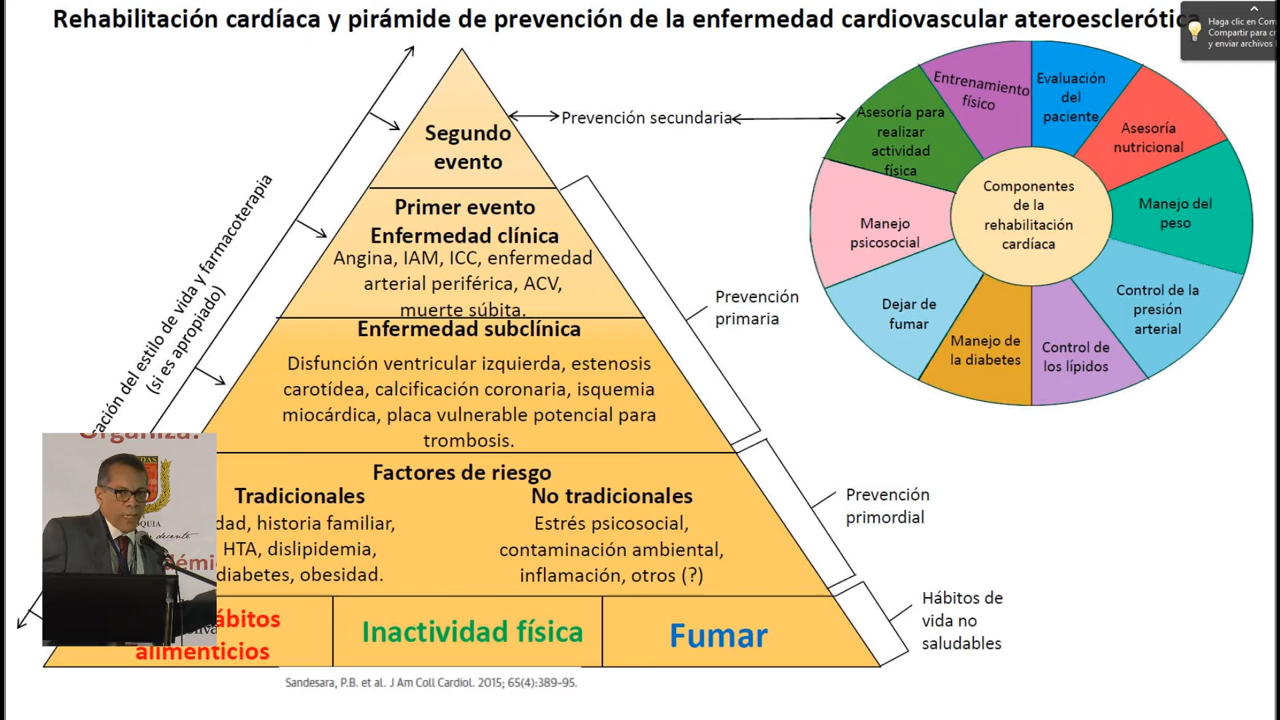 Rehabilitación cardíaca y pirámide de prevención de la enfermedad cardiovascular ateroesclerótica
Haga clic en Com
Compartir para c
y enviar archivos
Segundo
evento
Prevención secundaria
Primer evento
Enfermedad clínica
Angina, IAM, ICC, enfermedad
arterial periférica, ACV,
muerte súbita.
Enfermedad subclínica
Disfunción ventricular izquierda, estenosis
carotídea, calcificación coronaria, isquemia
miocárdica, placa vulnerable potencial para
trombosis.
Factores de riesgo
Tradicionales
dad, historia familiar,
HTA, dislipidemia,
diabetes, obesidad.
No tradicionales
Estrés psicosocial,
contaminación ambiental,
inflamación, otros (?)
ábitos
alimenticios
Inactividad física
Fumar
cación del estilo de vida y farmacoterapia
(si es apropiado)
Prevención
primaria
Prevención
primordial
Hábitos de
vida no
saludables
Componentes
de la
rehabilitación
cardíaca
Evaluación
del
paciente
Asesoría
nutricional
Manejo del
peso
Control de la
presión
arterial
Control de
los lípidos
Manejo de
la diabetes
Dejar de
fumar
Manejo
psicosocial
Asesoría para
realizar
actividad
física
Entrenamiento
físico
Organiza:
Sandesara, P.B. et al. J Am Coll Cardiol. 2015; 65(4):389-95.